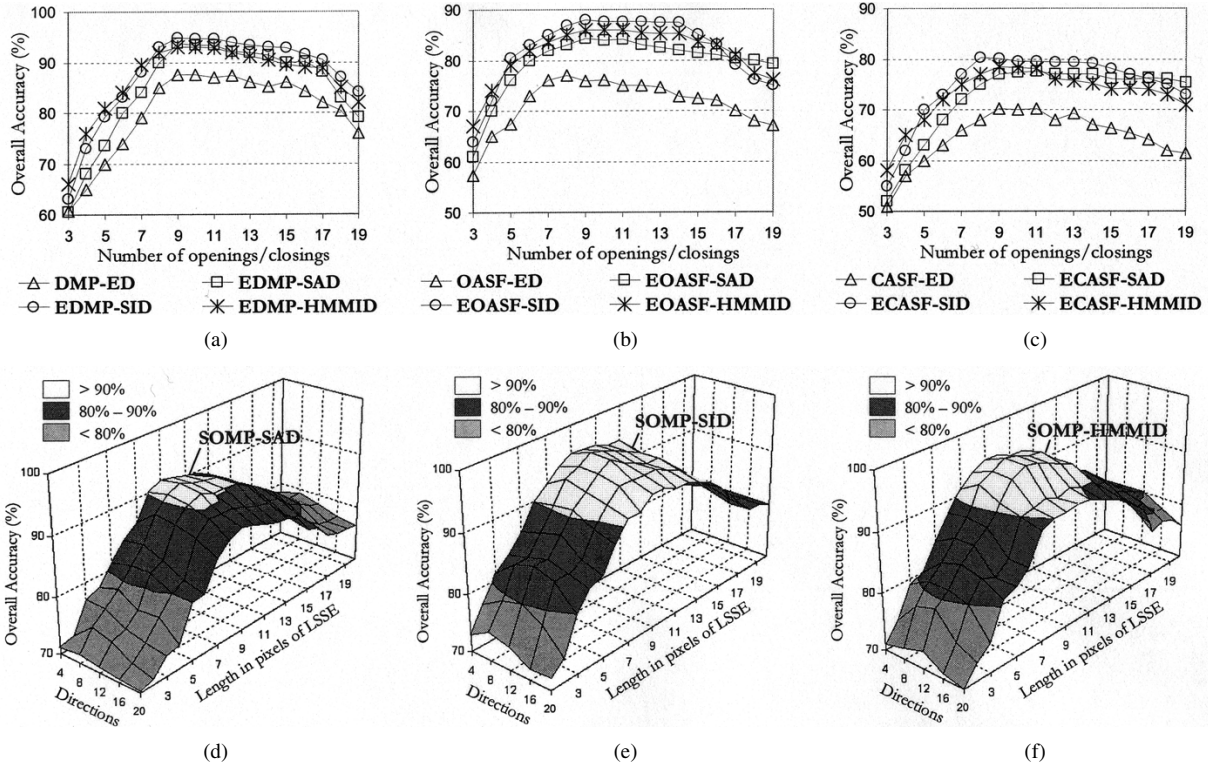 Overall Accuracy (%)
100
90
80
70
60
3 5 7 9 11 13 15 17 19
Number of openings/closings
DMP-ED EDMP-SAD
EDMP-SID EDMP-HMMID
(a)
Overall Accuracy (%)
90
80
70
60
50
3 5 7 9 11 13 15 17 19
Number of openings/closings
OASF-ED EOASF-SAD
EOASF-SID EOASF-HMMID
(b)
Overall Accuracy (%)
90
80
70
60
50
3 5 7 9 11 13 15 17 19
Number of openings/closings
CASF-ED ECASF-SAD
ECASF-SID ECASF-HMMID
(c)
> 90%
80% – 90%
< 80%
SOMP-SAD
Overall Accuracy (%)
100
90
80
70
4 8 12 16 20
Directions
3 5 7 9 11 13 15 17 19
Length in pixels of LSSE
(d)
> 90%
80% – 90%
< 80%
SOMP-SID
Overall Accuracy (%)
100
90
80
70
4 8 12 16 20
Directions
3 5 7 9 11 13 15 17 19
Length in pixels of LSSE
(e)
> 90%
80% – 90%
< 80%
SOMP-HMMID
Overall Accuracy (%)
100
90
80
70
4 8 12 16 20
Directions
3 5 7 9 11 13 15 17 19
Length in pixels of LSSE
(f)